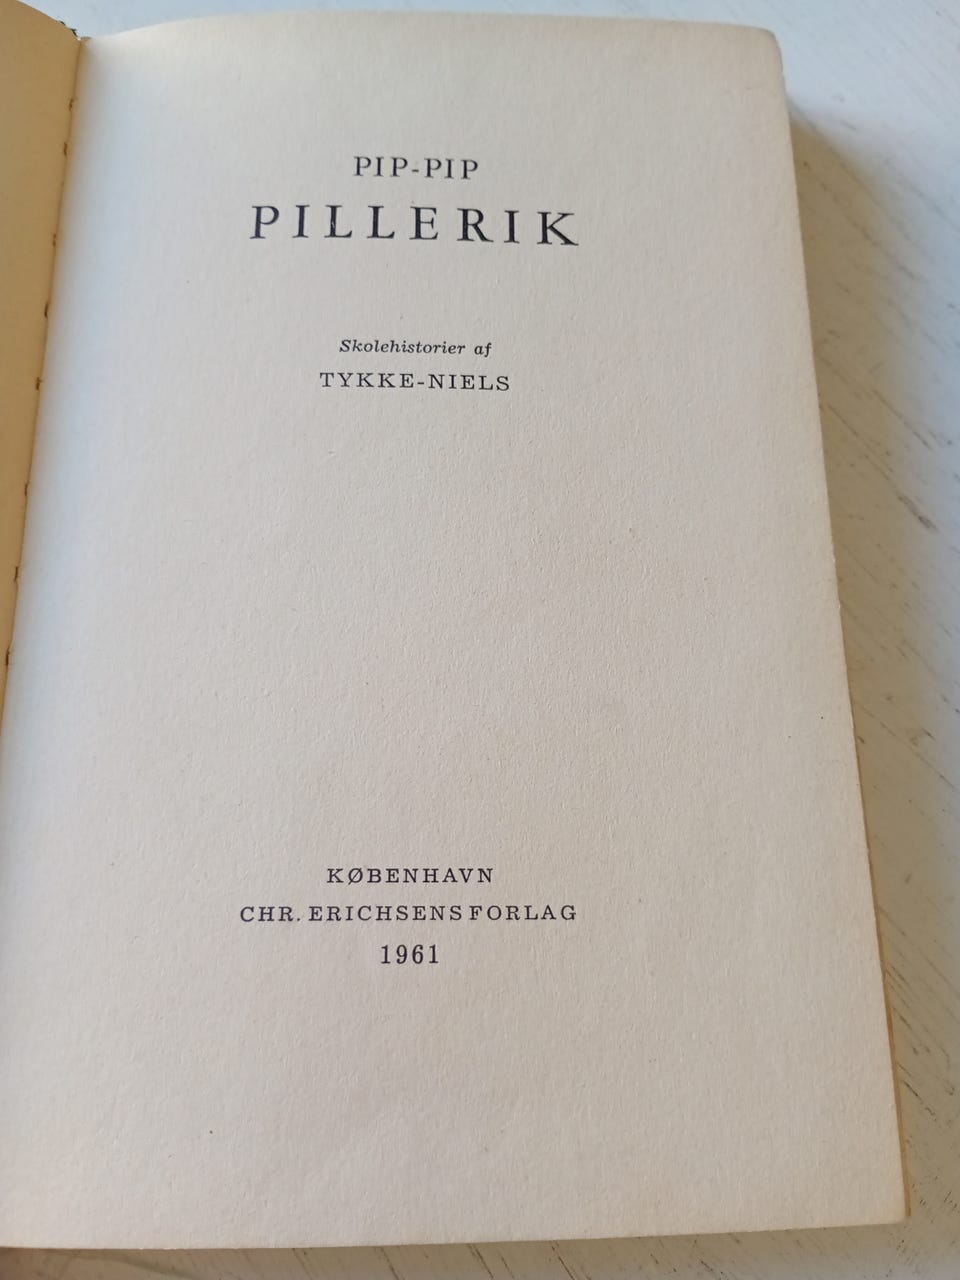 PIP-PIP
PILLERIK
Skolehistorier af
TYKKE-NIELS
KØBENHAVN
CHR. ERICHSENS FORLAG
1961